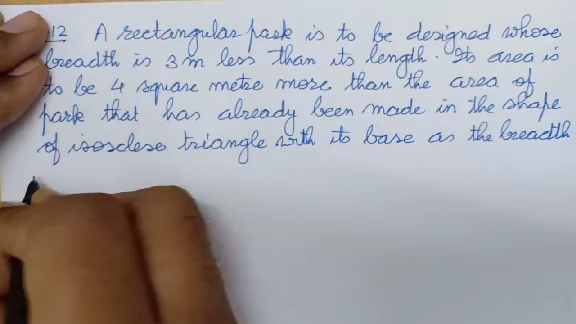 12 A rectangular park is to be designed whose
breadth is 3 m less than its length. Its area is
to be 4 square metre more than the area of
park that has already been made in the shape
of isosclese triangle with its base as the breadth